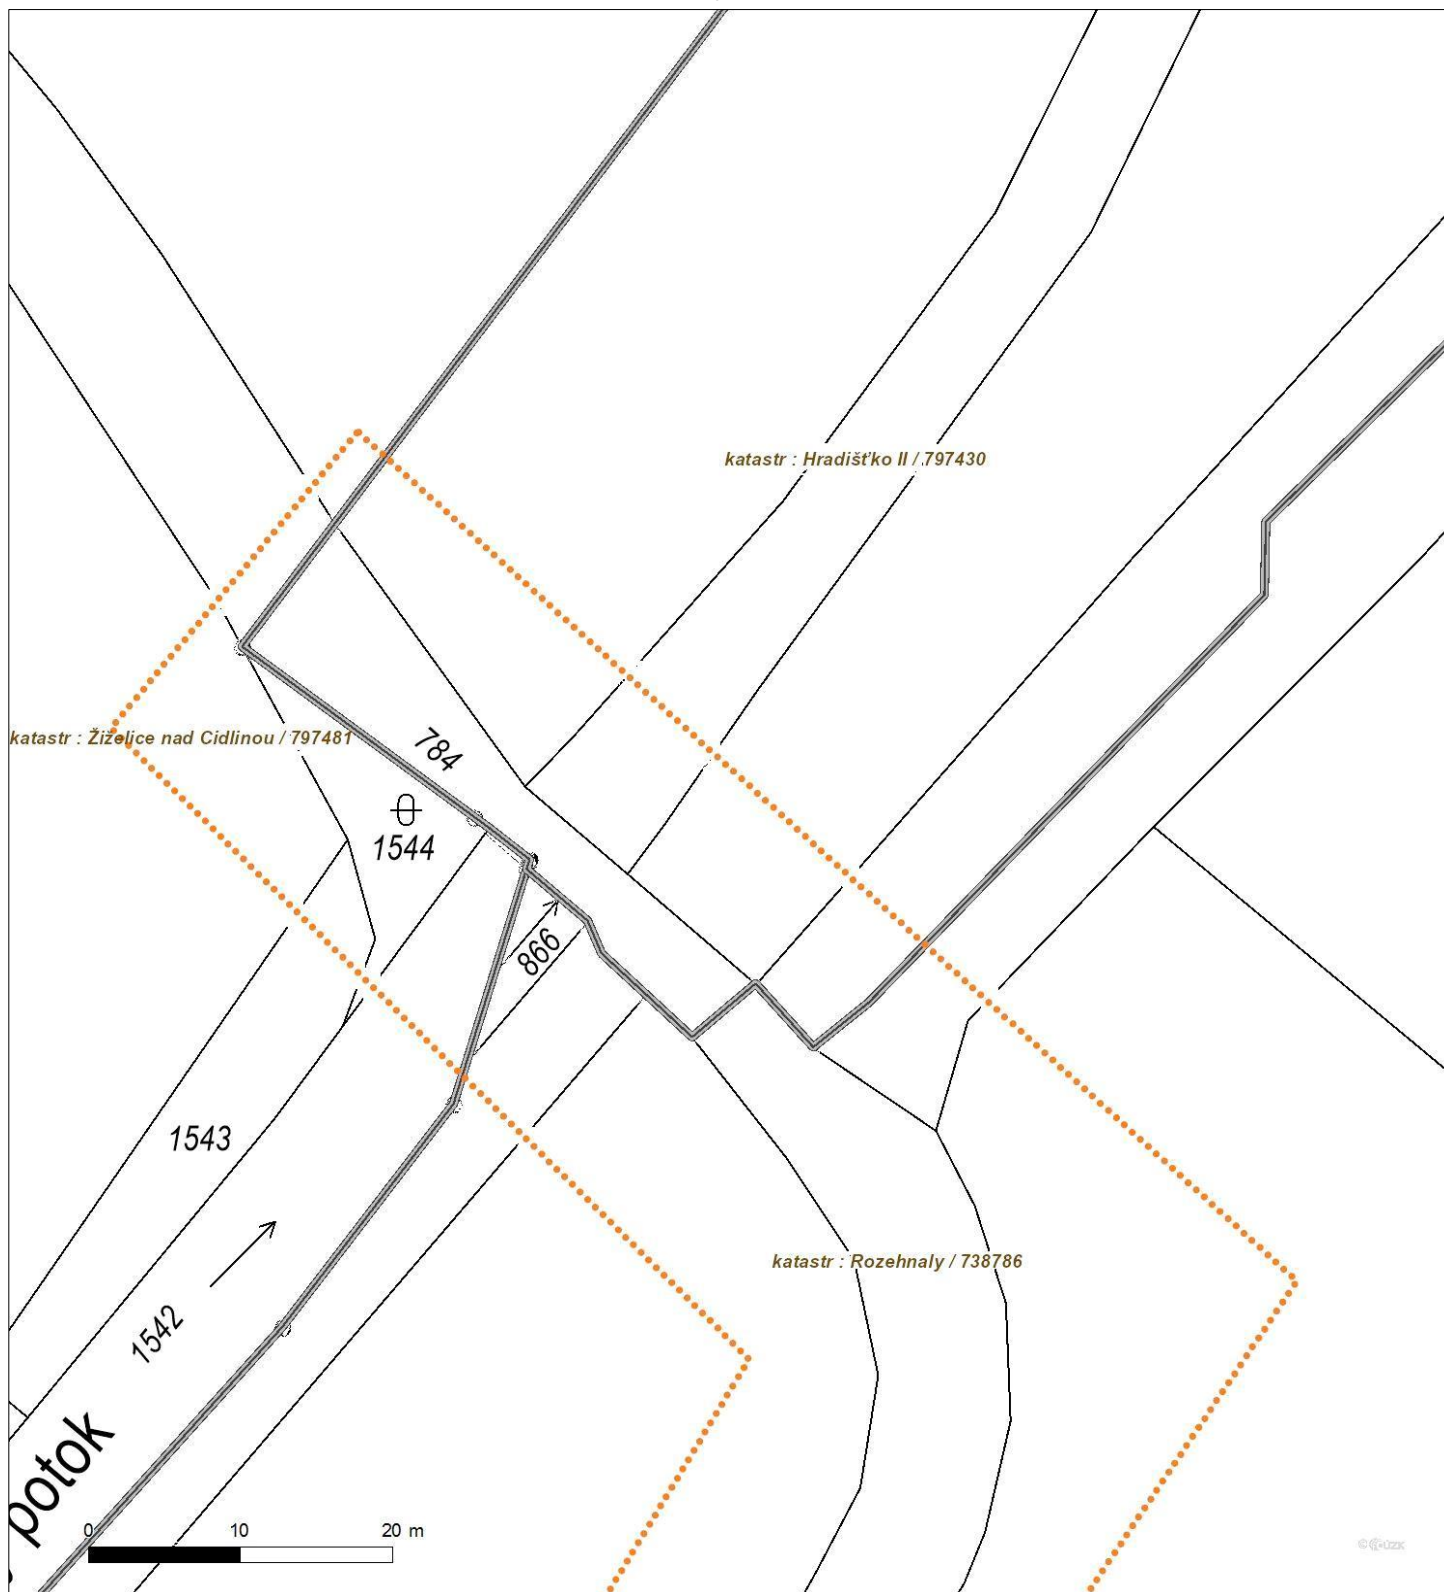 katastr : Hradišťko II / 797430
katastr : Žiželice nad Cidlinou / 797481
784
1544
866
1543
katastr : Rozehnaly / 738786
1542
potok
0 10 20 m